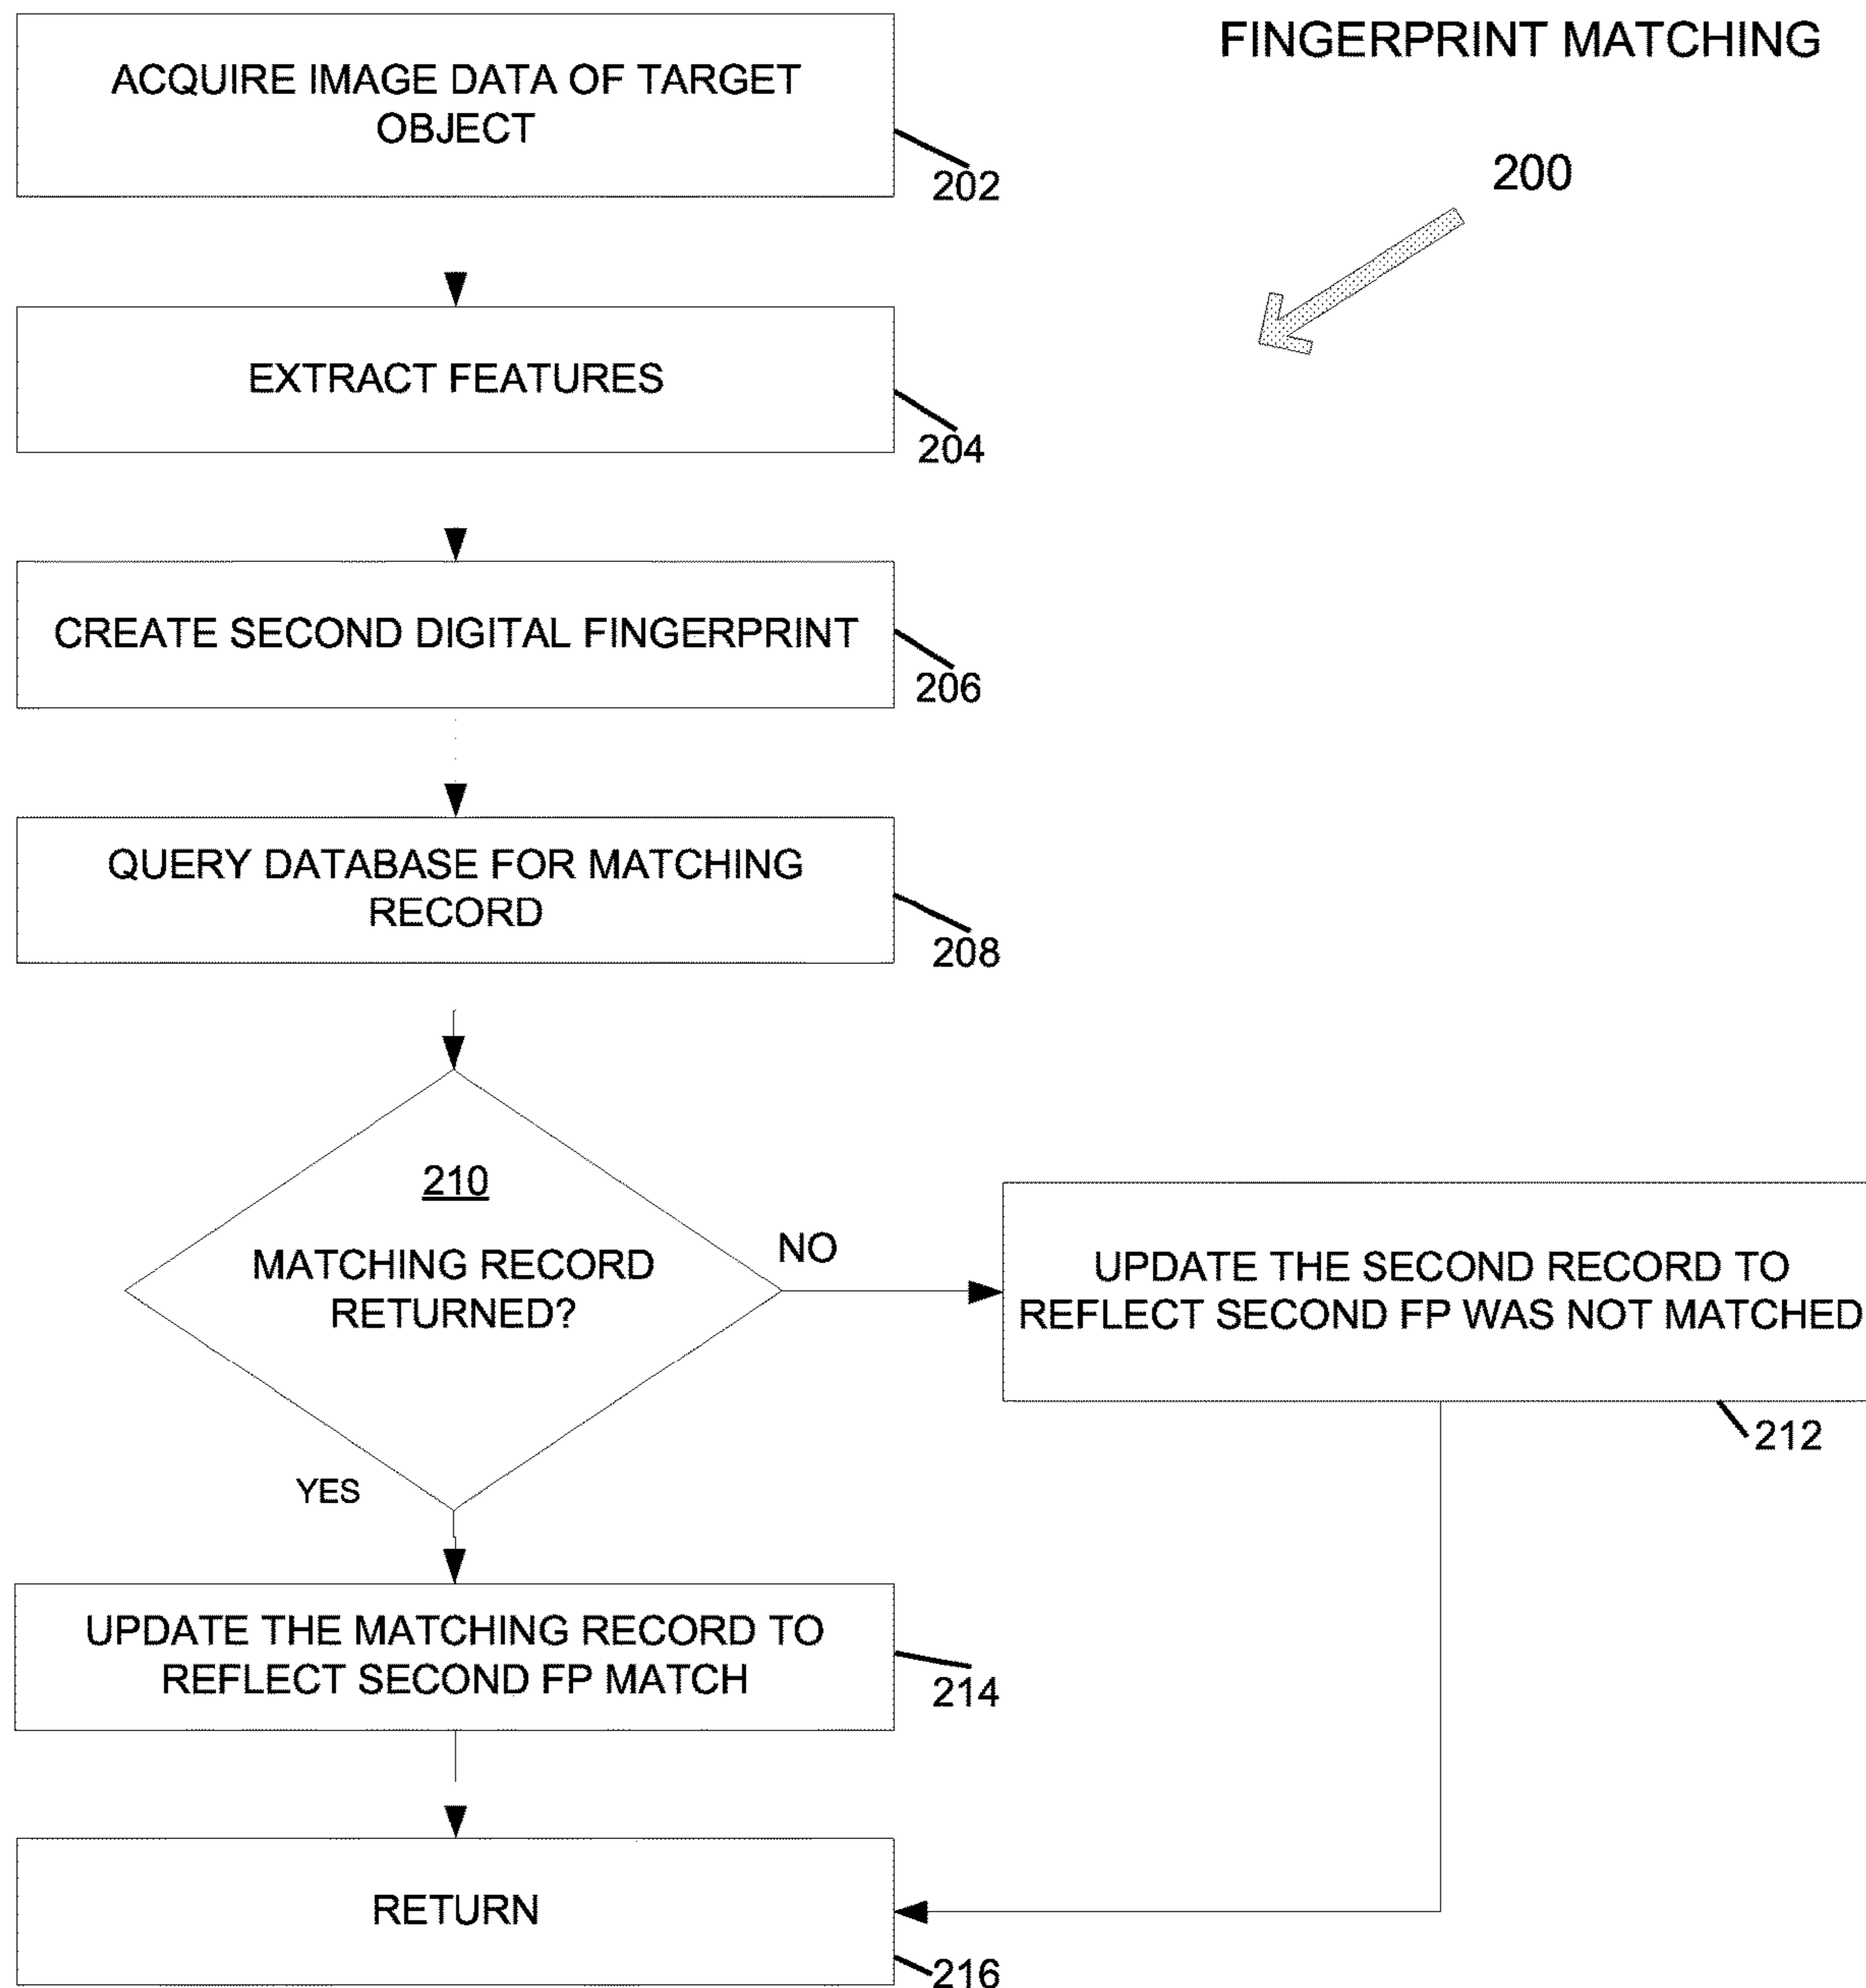 FINGERPRINT MATCHING
200
ACQUIRE IMAGE DATA OF TARGET
OBJECT
202
EXTRACT FEATURES
204
CREATE SECOND DIGITAL FINGERPRINT
206
QUERY DATABASE FOR MATCHING
RECORD
208
210
MATCHING RECORD
RETURNED?
NO
UPDATE THE SECOND RECORD TO
REFLECT SECOND FP WAS NOT MATCHED
212
YES
UPDATE THE MATCHING RECORD TO
REFLECT SECOND FP MATCH
214
RETURN
216